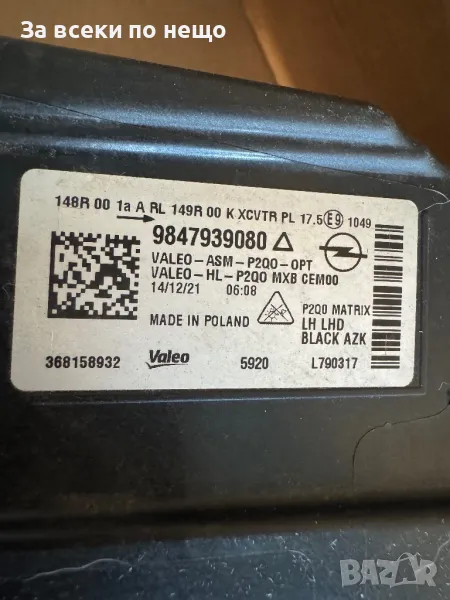 За всеки по нещо
148R 00 1a A RL 149R 00 K XCVTR PL 17.5 E9 1049
9847939080
VALEO-ASM-P2QO-OPT
VALEO-HL-P2QO MXB CEM00
14/12/21 06:08
MADE IN POLAND
P2Q0 MATRIX
LH LHD
BLACK AZK
368158932 Valeo 5920 L790317
BAZAR